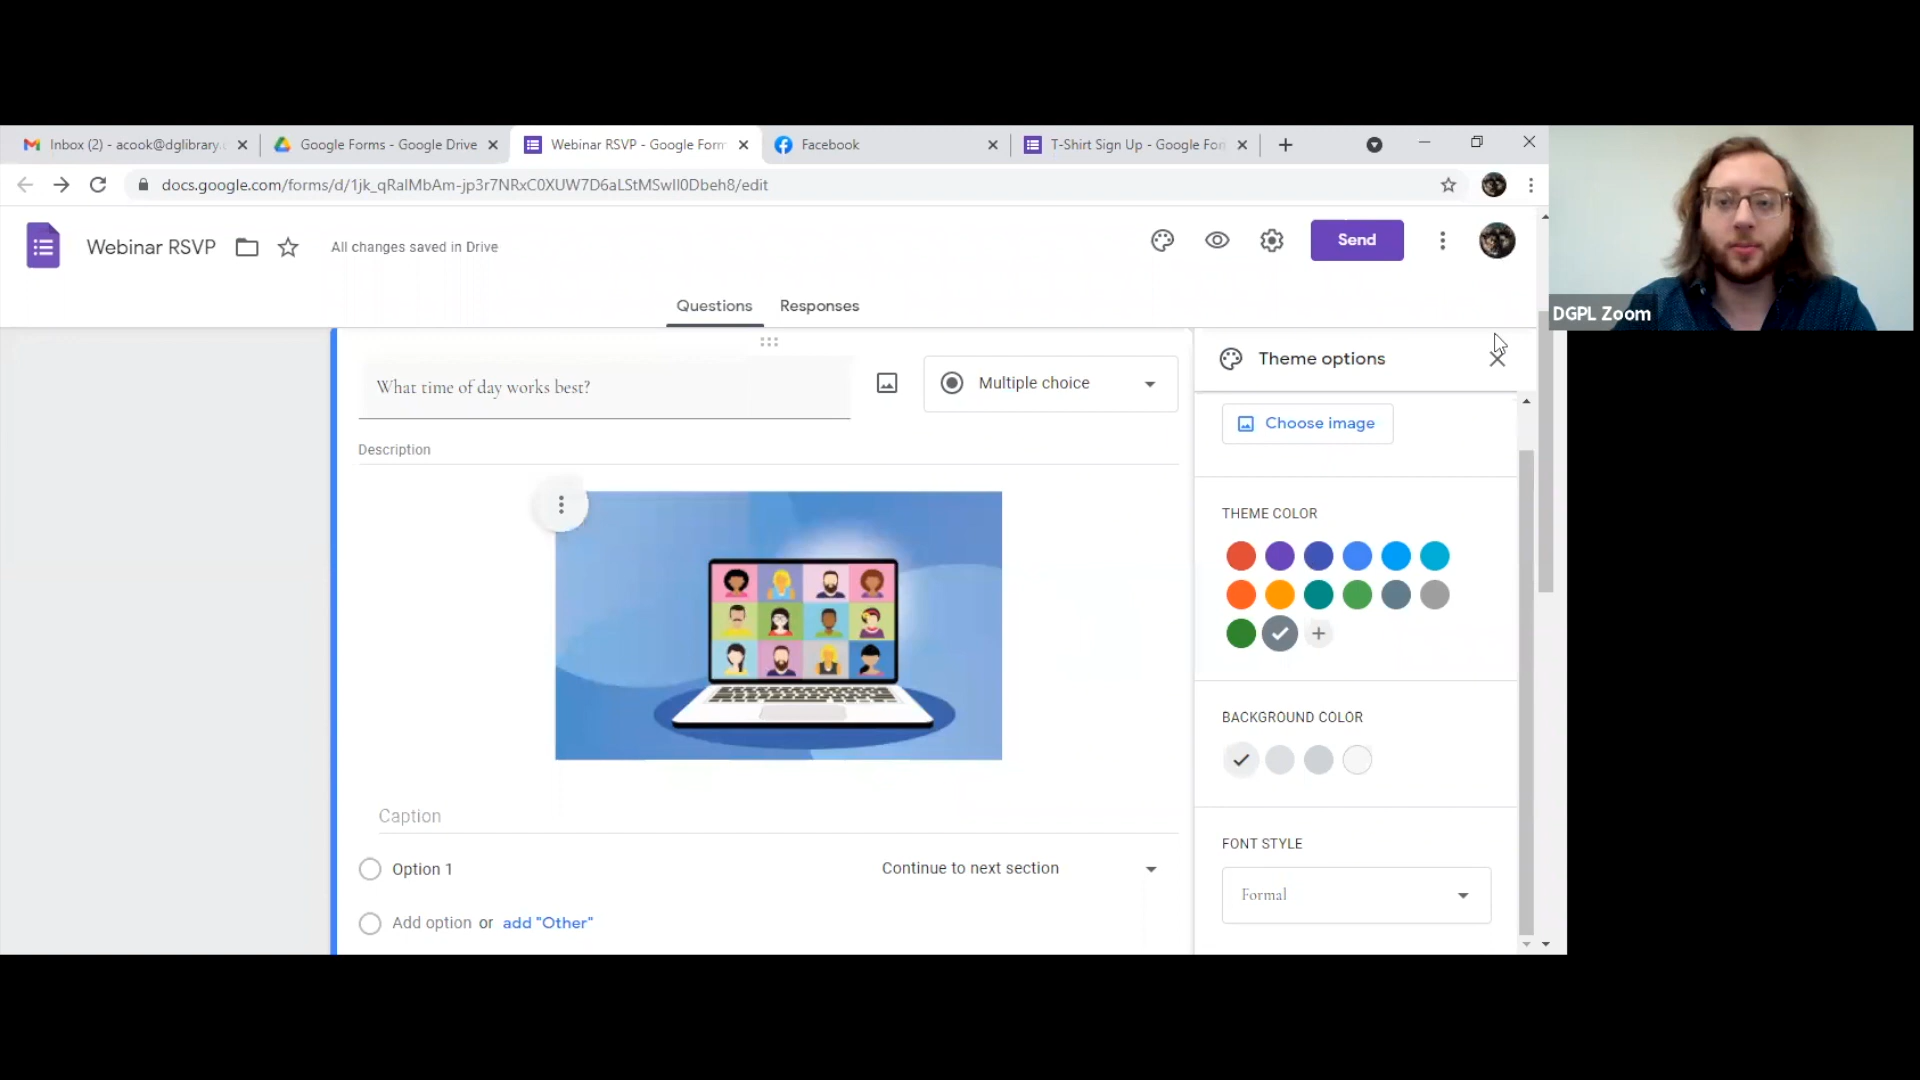 Inbox (2) - acook@dglibrary.
Google Forms - Google Drive
Webinar RSVP - Google Form
Facebook
T-Shirt Sign Up - Google For
docs.google.com/forms/d/1jk_qRalMbAm-jp3r7NRxC0XUW7D6aLStMSwIl0Dbeh8/edit
Webinar RSVP
All changes saved in Drive
Send
Questions
Responses
DGPL Zoom
Theme options
What time of day works best?
Multiple choice
Choose image
Description
THEME COLOR
BACKGROUND COLOR
Caption
FONT STYLE
Option 1
Continue to next section
Formal
Add option or add "Other"